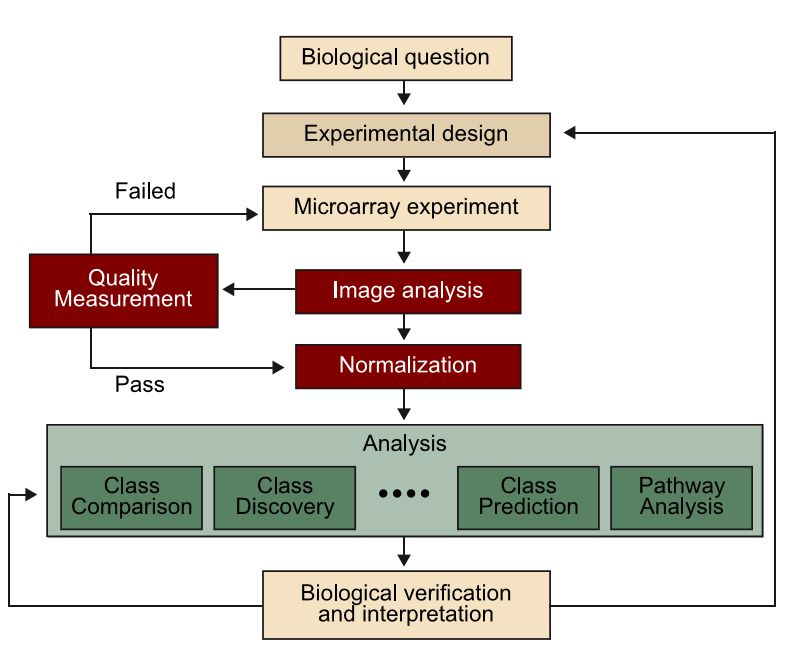 Biological question
Experimental design
Failed
Microarray experiment
Quality
Measurement
Image analysis
Normalization
Pass
Analysis
Class
Comparison
Class
Discovery
••••
Class
Prediction
Pathway
Analysis
Biological verification
and interpretation